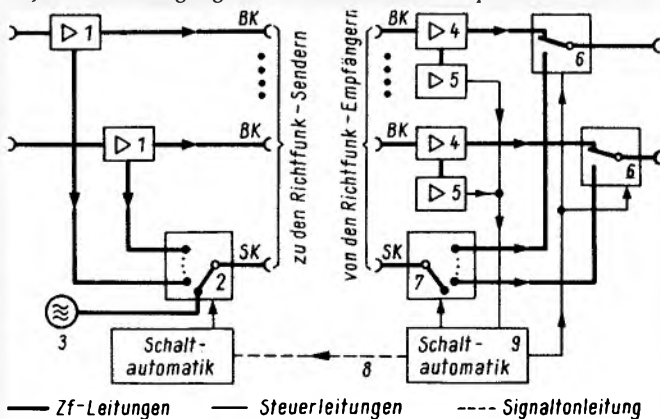 1 BK BK 4 6
5
zu den Richtfunk-Sendern
von den Richtfunk-Empfängern
1 BK BK 4 6
5
SK SK
2 7
3
Schalt-
automatik
8
Schalt-
automatik
9
Zf-Leitungen Steuerleitungen Signaltonleitung